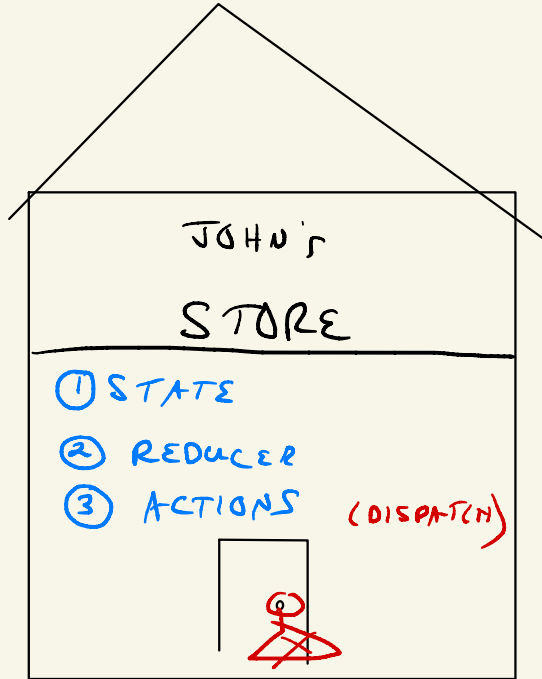 JOHN's
STORE
① STATE
② REDUCER
③ ACTIONS (DISPATCH)